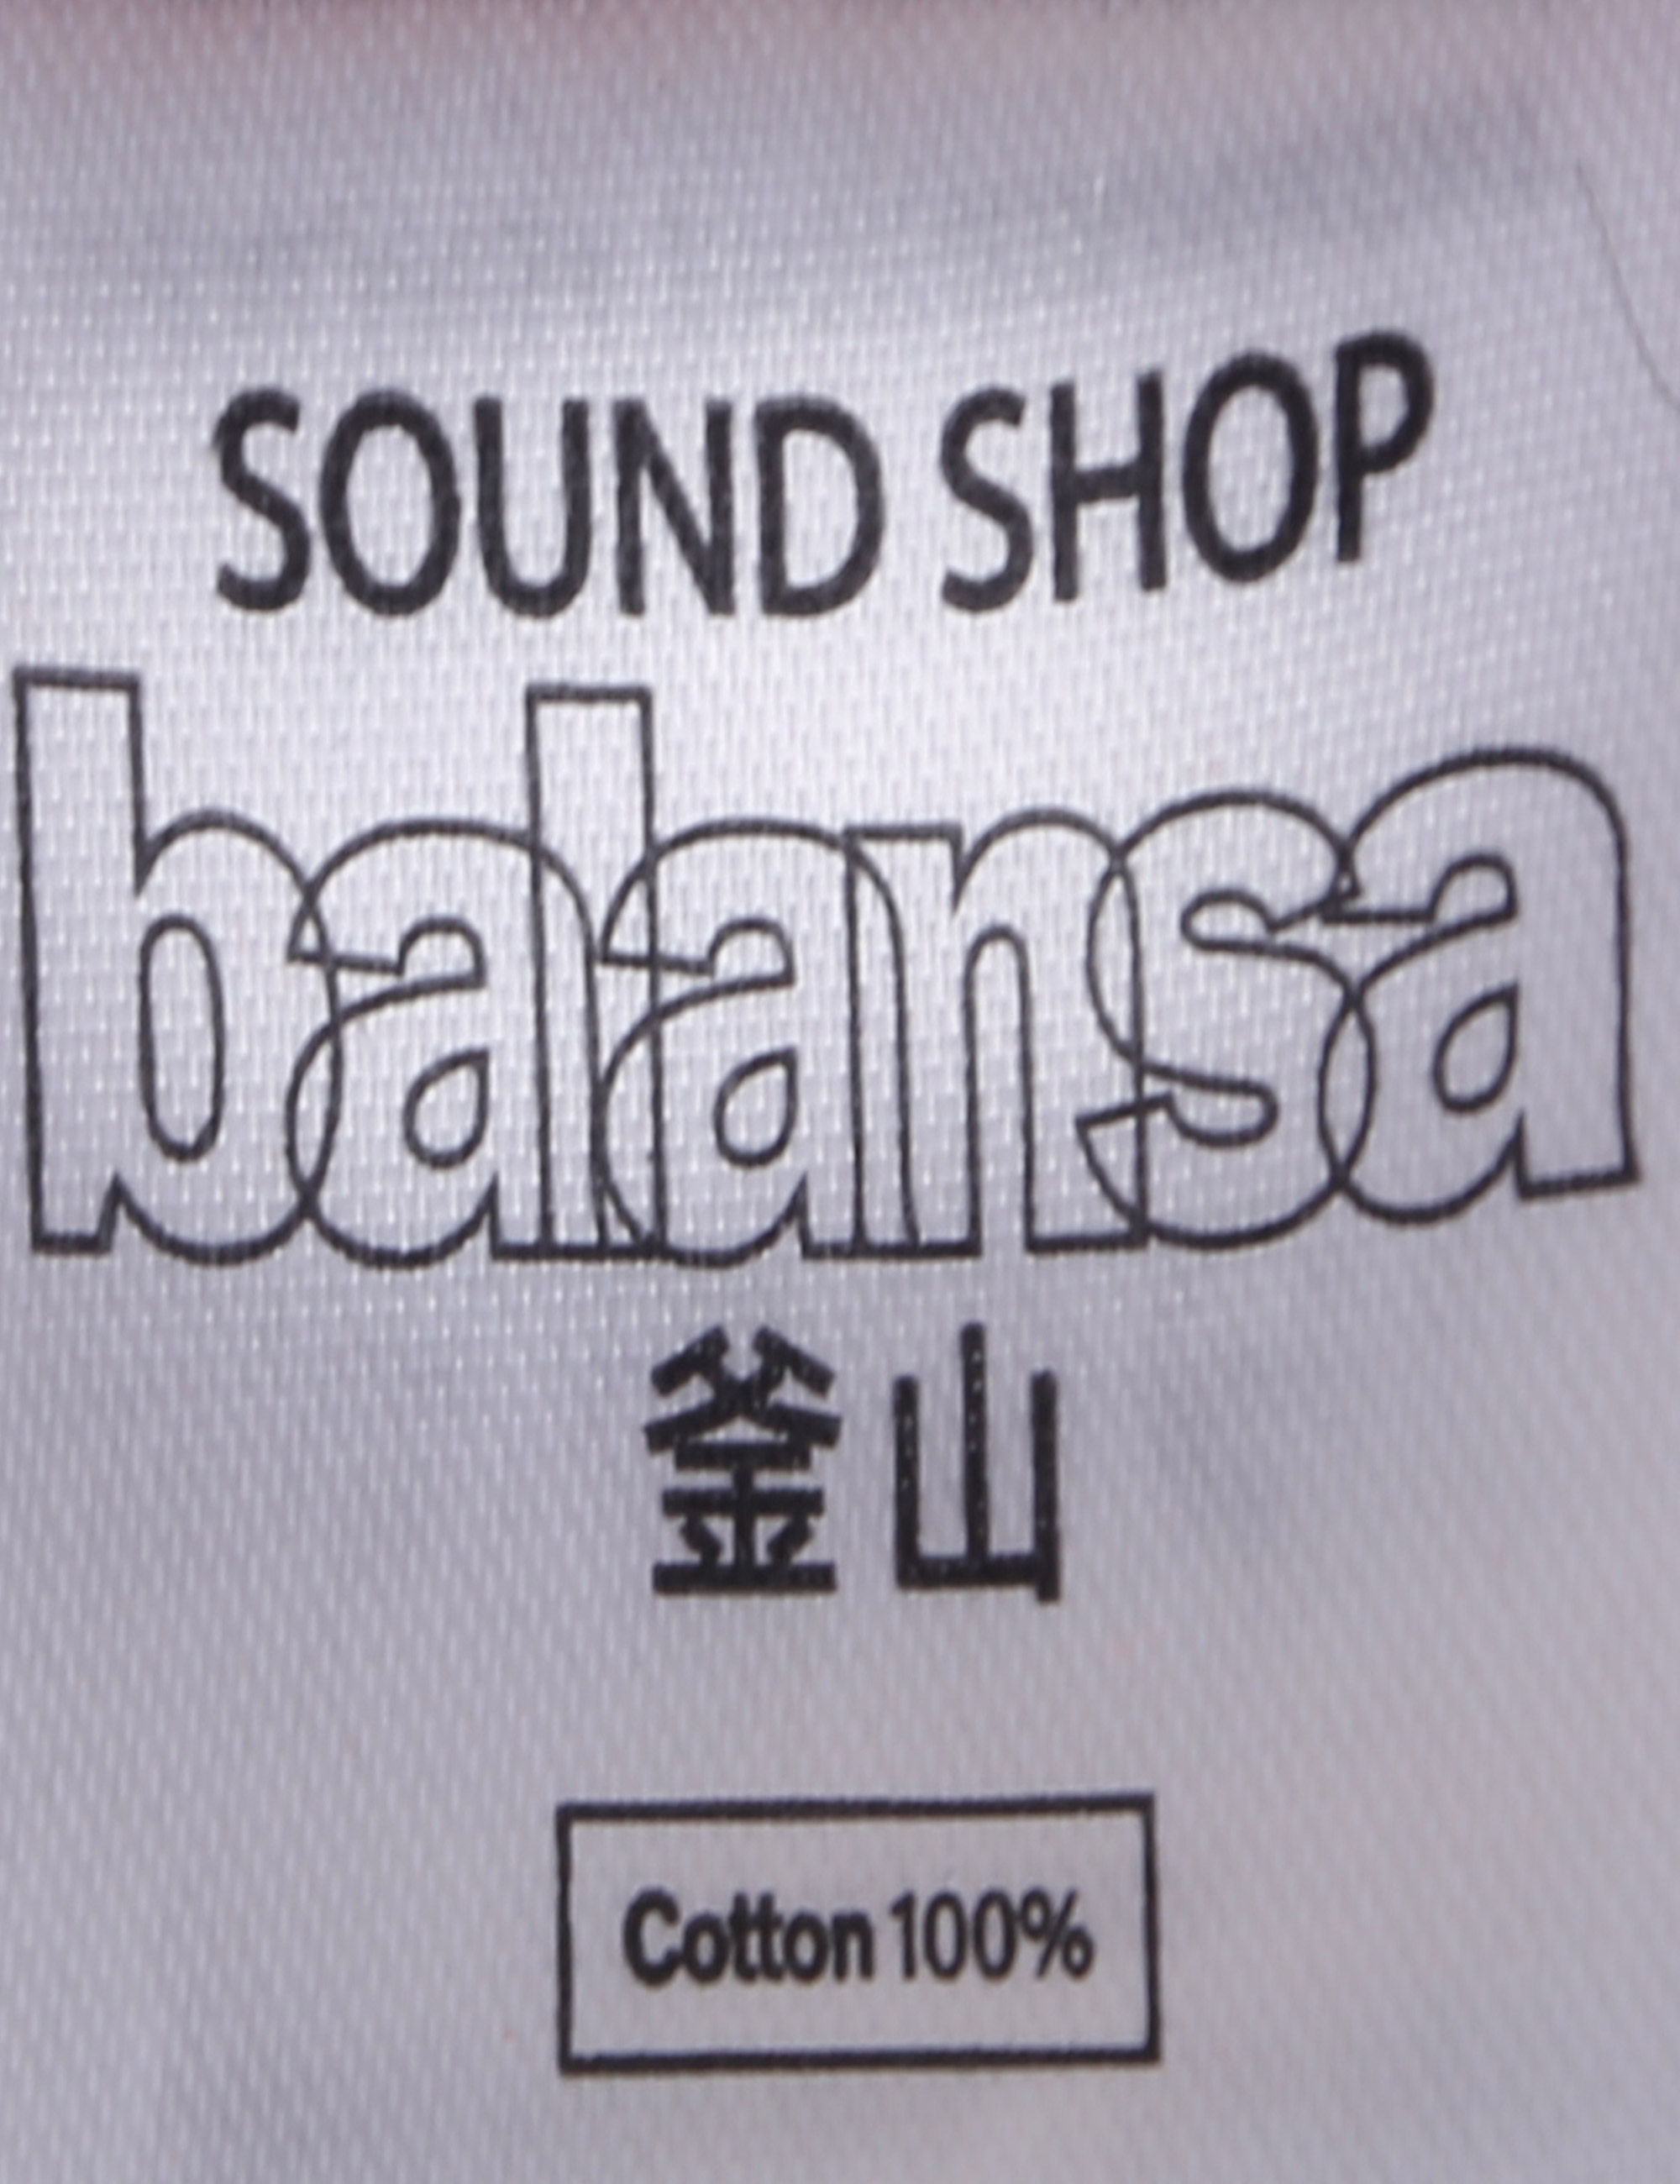 SOUND SHOP
balansa
釜山
Cotton 100%